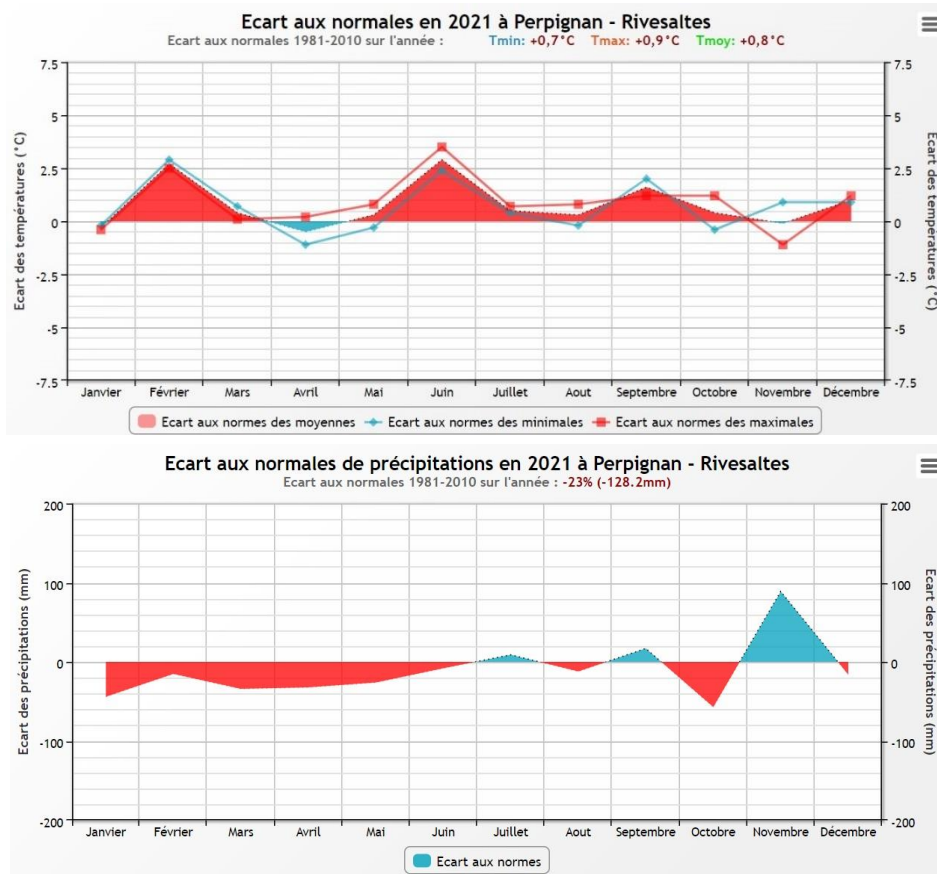 Ecart aux normales en 2021 à Perpignan - Rivesaltes
Ecart aux normales 1981-2010 sur l'année : Tmin: +0,7°C Tmax: +0,9°C Tmoy: +0,8°C
Ecart des températures (°C)
7.5
5
2.5
0
-2.5
-5
-7.5
7.5
5
2.5
0
-2.5
-5
-7.5
Ecart des températures (°C)
Janvier Février Mars Avril Mai Juin Juillet Aout Septembre Octobre Novembre Décembre
Ecart aux normes des moyennes Ecart aux normes des minimales Ecart aux normes des maximales
Ecart aux normales de précipitations en 2021 à Perpignan - Rivesaltes
Ecart aux normales 1981-2010 sur l'année : -23% (-128.2mm)
Ecart des précipitations (mm)
200
100
0
-100
-200
200
100
0
-100
-200
Ecart des précipitations (mm)
Janvier Février Mars Avril Mai Juin Juillet Aout Septembre Octobre Novembre Décembre
Ecart aux normes